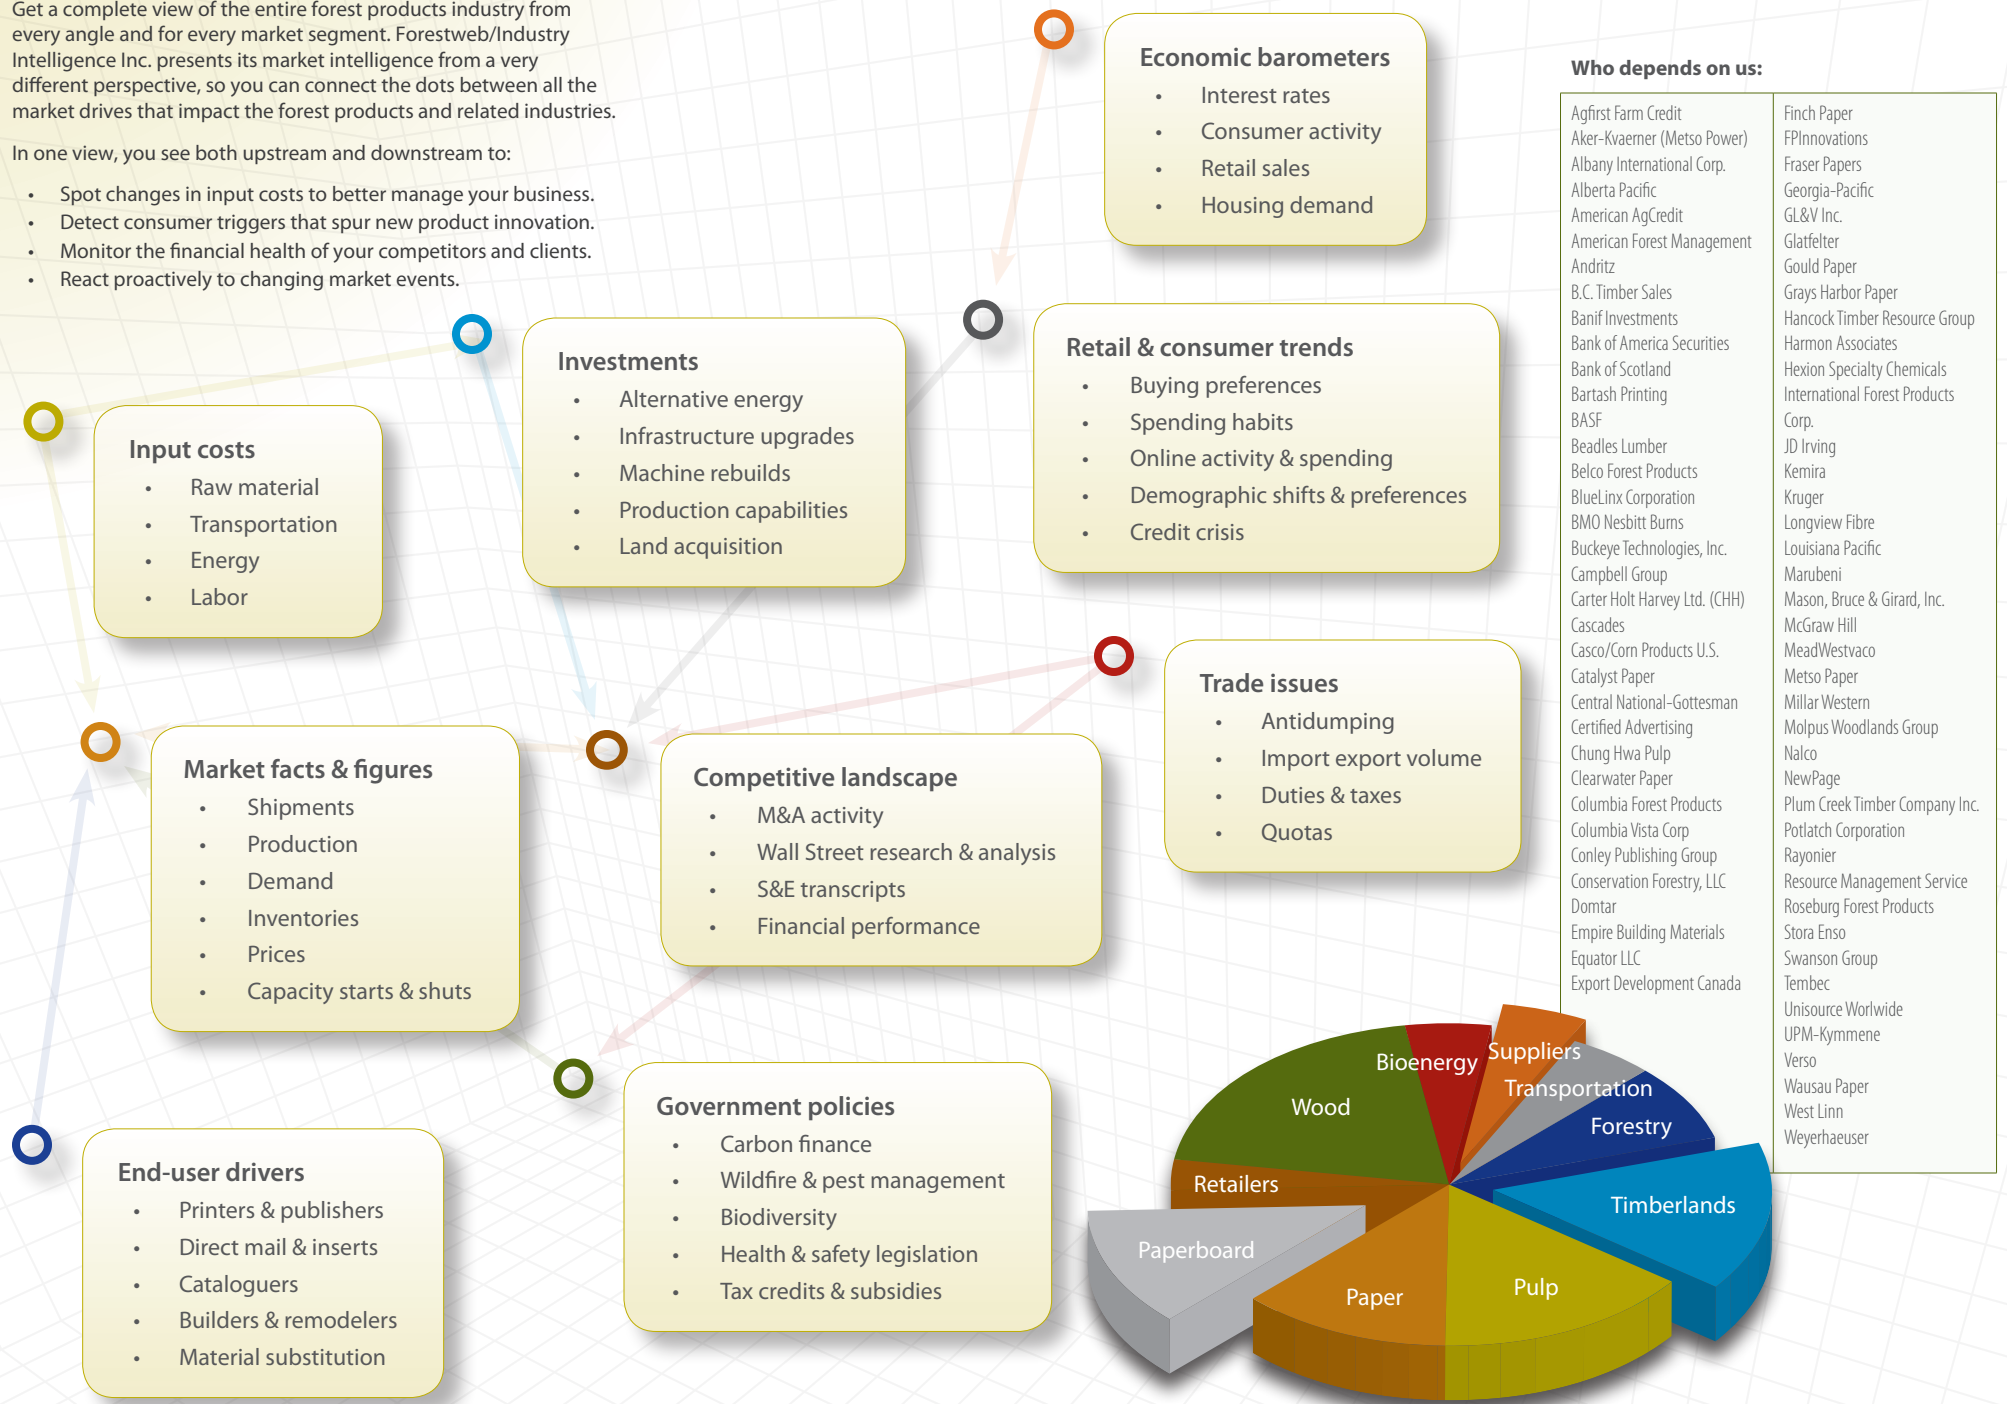 Get a complete view of the entire forest products industry from
every angle and for every market segment. Forestweb/Industry
Intelligence Inc. presents its market intelligence from a very
different perspective, so you can connect the dots between all the
market drives that impact the forest products and related industries.
In one view, you see both upstream and downstream to:
• Spot changes in input costs to better manage your business.
• Detect consumer triggers that spur new product innovation.
• Monitor the financial health of your competitors and clients.
• React proactively to changing market events.
Economic barometers
• Interest rates
• Consumer activity
• Retail sales
• Housing demand
Investments
• Alternative energy
• Infrastructure upgrades
• Machine rebuilds
• Production capabilities
• Land acquisition
Retail & consumer trends
• Buying preferences
• Spending habits
• Online activity & spending
• Demographic shifts & preferences
• Credit crisis
Input costs
• Raw material
• Transportation
• Energy
• Labor
Trade issues
• Antidumping
• Import export volume
• Duties & taxes
• Quotas
Market facts & figures
• Shipments
• Production
• Demand
• Inventories
• Prices
• Capacity starts & shuts
Competitive landscape
• M&A activity
• Wall Street research & analysis
• S&E transcripts
• Financial performance
Government policies
• Carbon finance
• Wildfire & pest management
• Biodiversity
• Health & safety legislation
• Tax credits & subsidies
End-user drivers
• Printers & publishers
• Direct mail & inserts
• Cataloguers
• Builders & remodelers
• Material substitution
Who depends on us:
Agfirst Farm Credit
Aker-Kvaerner (Metso Power)
Albany International Corp.
Alberta Pacific
American AgCredit
American Forest Management
Andritz
B.C. Timber Sales
Banif Investments
Bank of America Securities
Bank of Scotland
Bartash Printing
BASF
Beadles Lumber
Belco Forest Products
BlueLinx Corporation
BMO Nesbitt Burns
Buckeye Technologies, Inc.
Campbell Group
Carter Holt Harvey Ltd. (CHH)
Cascades
Casco/Corn Products U.S.
Catalyst Paper
Central National-Gottesman
Certified Advertising
Chung Hwa Pulp
Clearwater Paper
Columbia Forest Products
Columbia Vista Corp
Conley Publishing Group
Conservation Forestry, LLC
Domtar
Empire Building Materials
Equator LLC
Export Development Canada
Finch Paper
FPInnovations
Fraser Papers
Georgia-Pacific
GL&V Inc.
Glatfelter
Gould Paper
Grays Harbor Paper
Hancock Timber Resource Group
Harmon Associates
Hexion Specialty Chemicals
International Forest Products
Corp.
JD Irving
Kemira
Kruger
Longview Fibre
Louisiana Pacific
Marubeni
Mason, Bruce & Girard, Inc.
McGraw Hill
MeadWestvaco
Metso Paper
Millar Western
Molpus Woodlands Group
Nalco
NewPage
Plum Creek Timber Company Inc.
Potlatch Corporation
Rayonier
Resource Management Service
Roseburg Forest Products
Stora Enso
Swanson Group
Tembec
Unisource Worlwide
UPM-Kymmene
Verso
Wausau Paper
West Linn
Weyerhaeuser
Suppliers
Bioenergy
Transportation
Wood
Forestry
Retailers
Timberlands
Paperboard
Pulp
Paper